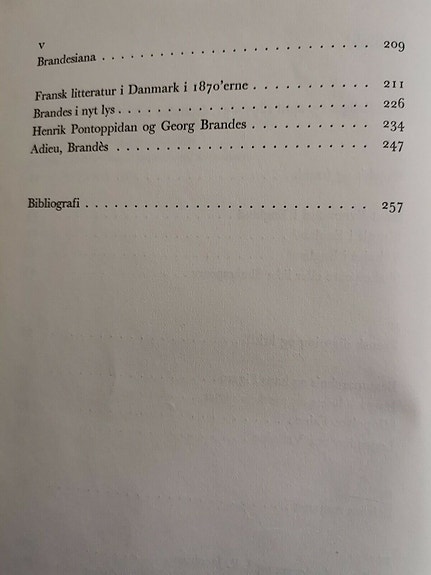 v
Brandesiana . . . . . . . . . . . . . . . . . . . . . . . . . 209
Fransk litteratur i Danmark i 1870'erne . . . . . . . . . . 211
Brandes i nyt lys . . . . . . . . . . . . . . . . . . . . . . . 226
Henrik Pontoppidan og Georg Brandes . . . . . . . . . . 234
Adieu, Brandès . . . . . . . . . . . . . . . . . . . . . . . . 247
Bibliografi . . . . . . . . . . . . . . . . . . . . . . . . . . 257